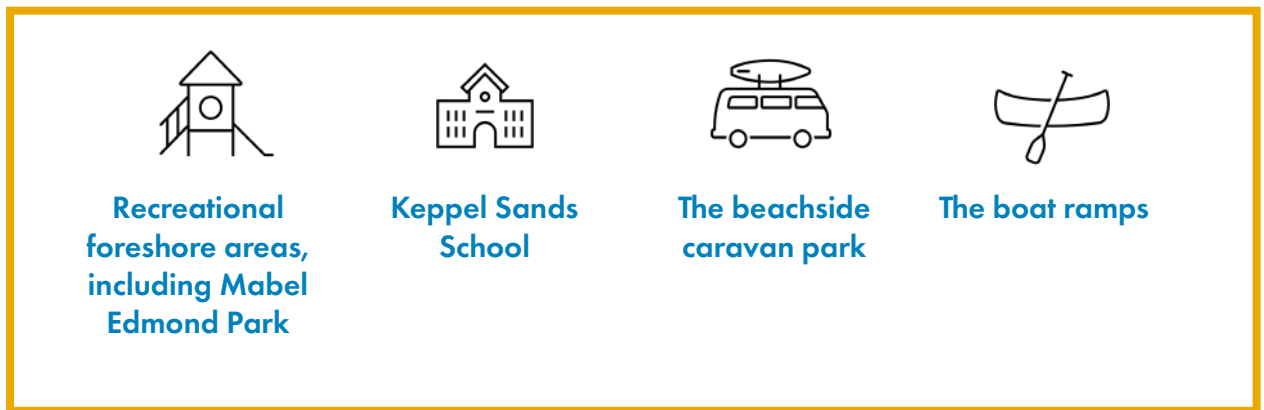 Recreational
foreshore areas,
including Mabel
Edmond Park
Keppel Sands
School
The beachside
caravan park
The boat ramps